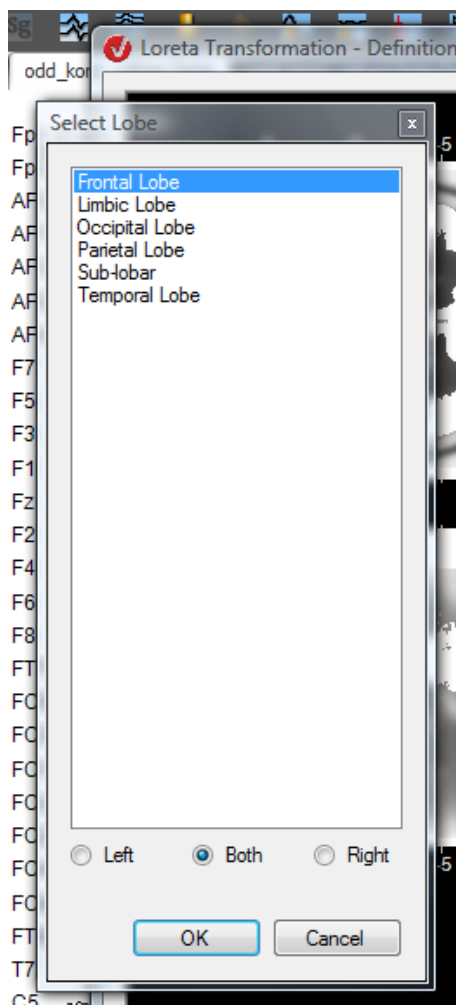 Sg
Loreta Transformation - Definition
odd_kor
Select Lobe
x
-5
Fp
Fp
AF
AF
AF
AF
AF
F7
F5
F3
F1
Fz
F2
F4
F6
F8
FT
FC
FC
FC
FC
FC
FC
FC
FT
T7
C5
Frontal Lobe
Limbic Lobe
Occipital Lobe
Parietal Lobe
Sub-lobar
Temporal Lobe
Left
Both
Right
-5
OK
Cancel